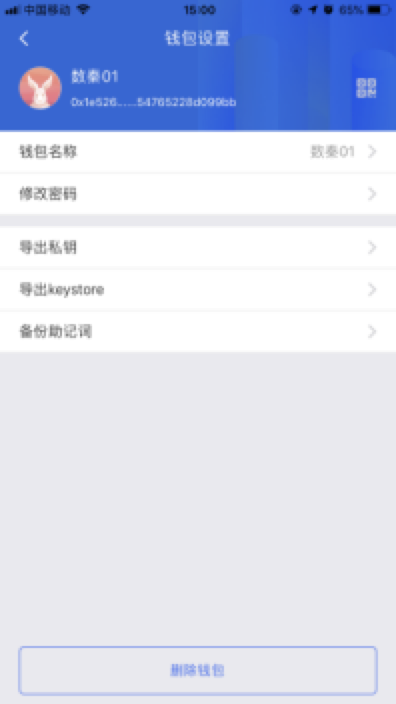 中国移动 15:00 65%
钱包设置
数秦01
0x1e526......54765228d099bb
钱包名称 数秦01
修改密码
导出私钥
导出keystore
备份助记词
删除钱包